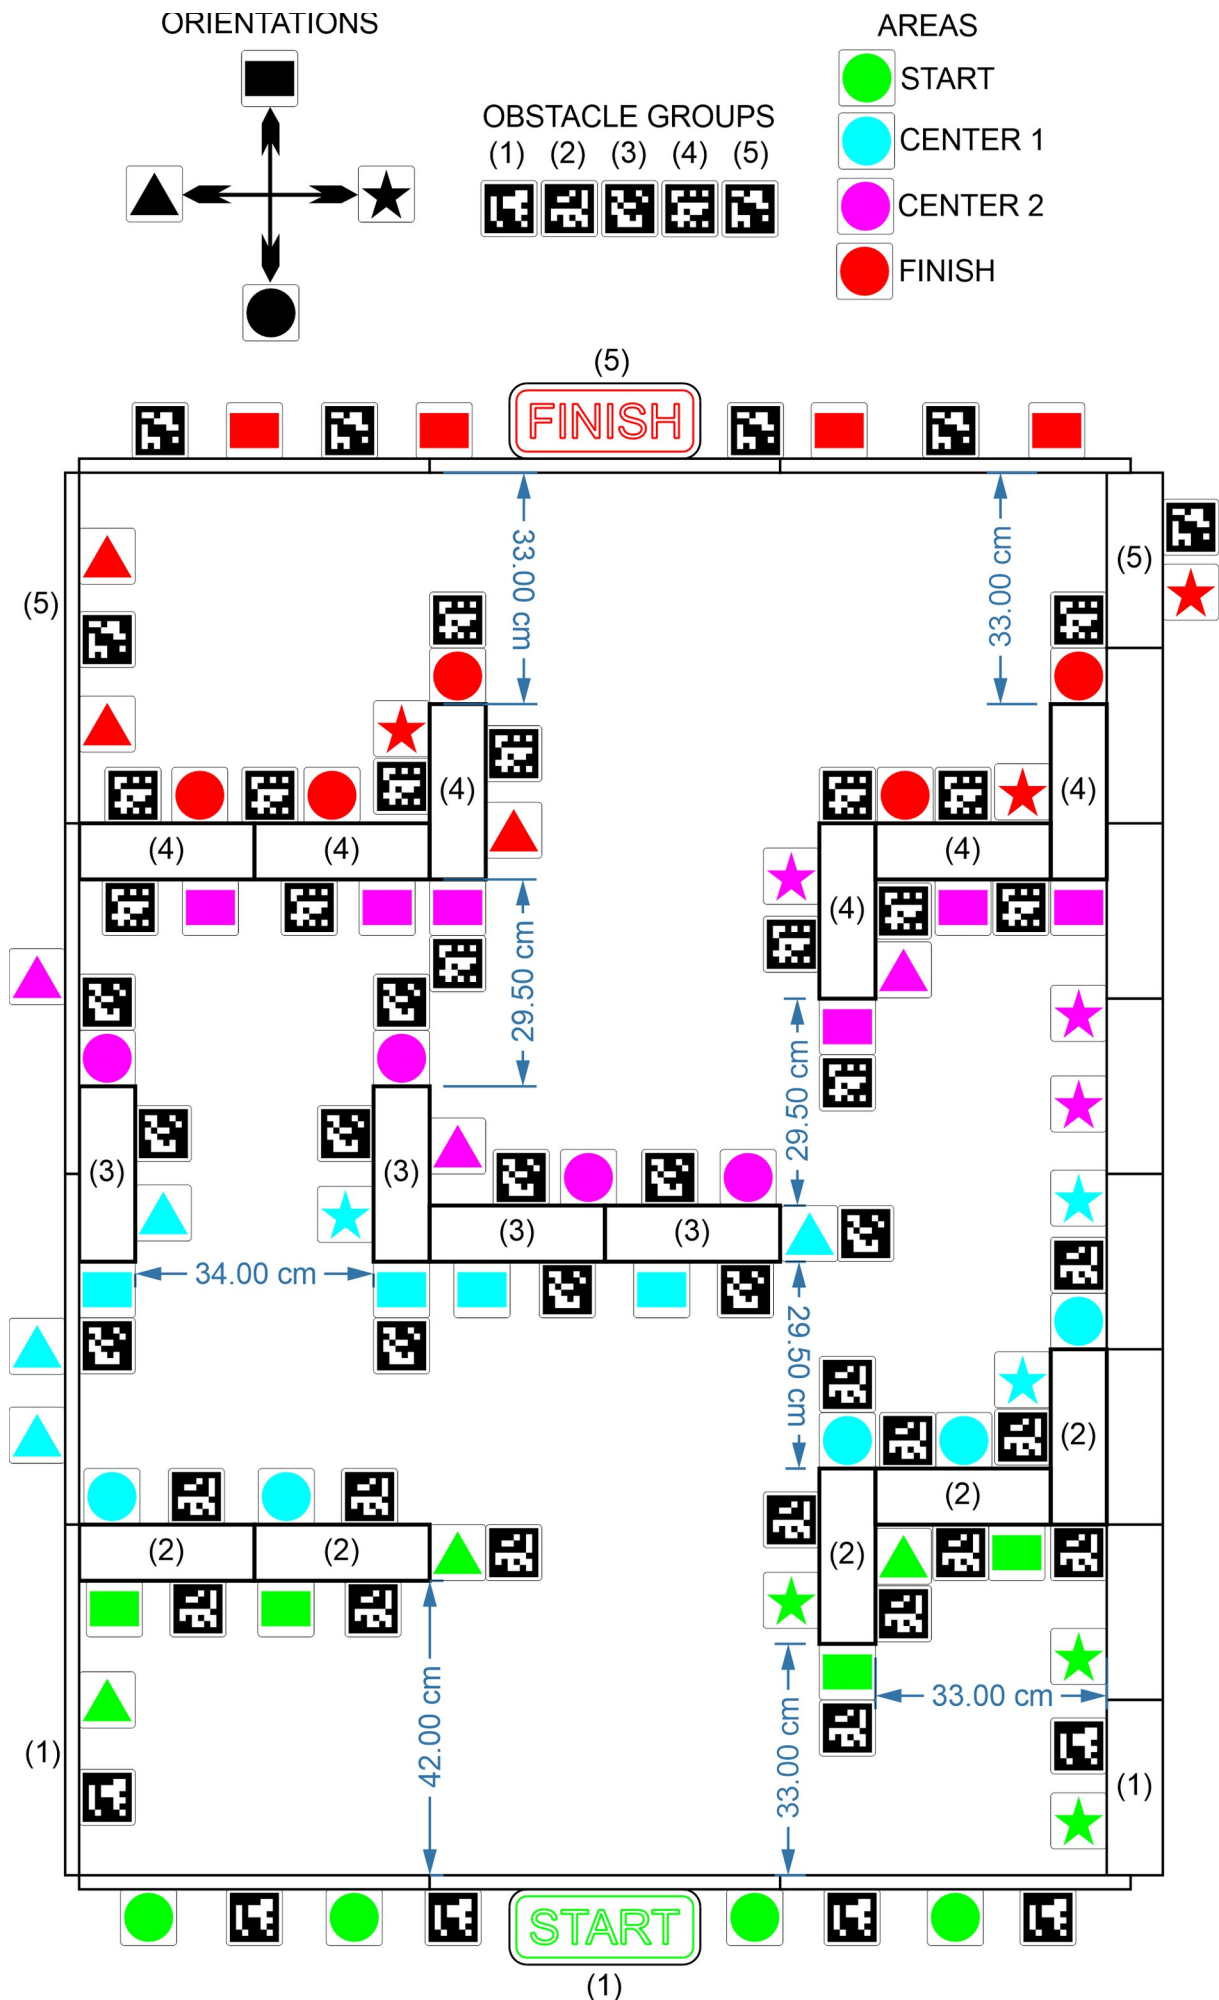 ORIENTATIONS
AREAS
START
CENTER 1
CENTER 2
FINISH
OBSTACLE GROUPS
(1) (2) (3) (4) (5)
(5)
FINISH
33.00 cm
33.00 cm
(5)
(5)
(4)
(4)
(4)
(4)
(4)
(4)
29.50 cm
29.50 cm
(3)
(3)
(3)
(3)
34.00 cm
29.50 cm
(2)
(2)
(2)
(2)
(2)
42.00 cm
33.00 cm
33.00 cm
(1)
(1)
START
(1)